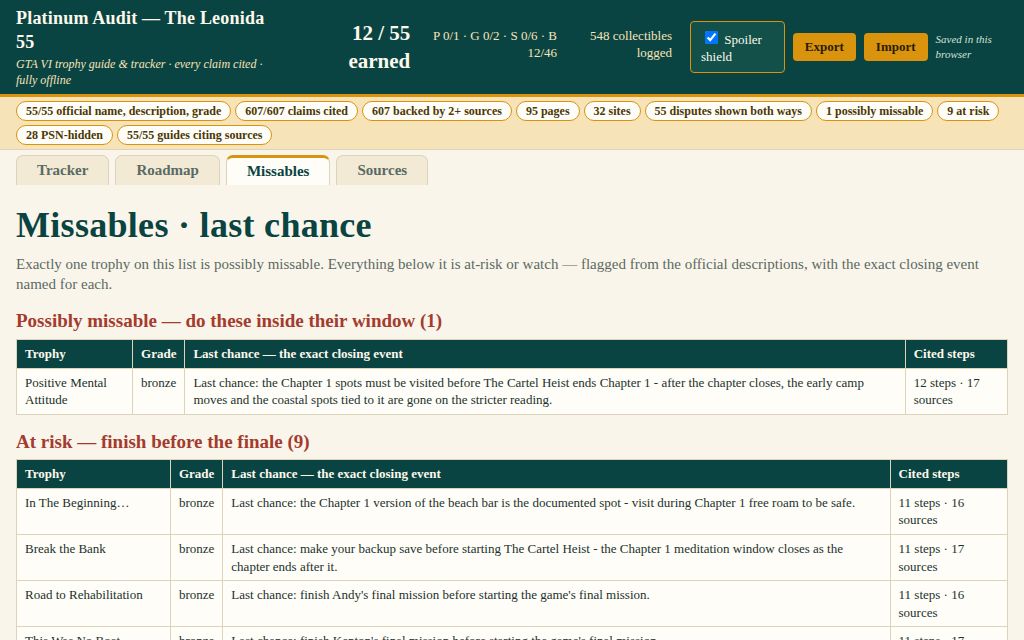 Platinum Audit — The Leonida 55
GTA VI trophy guide & tracker · every claim cited · fully offline
12 / 55 earned
P 0/1 · G 0/2 · S 0/6 · B 12/46
548 collectibles logged
Spoiler shield
Export
Import
Saved in this browser
55/55 official name, description, grade
607/607 claims cited
607 backed by 2+ sources
95 pages
32 sites
55 disputes shown both ways
1 possibly missable
9 at risk
28 PSN-hidden
55/55 guides citing sources
Tracker
Roadmap
Missables
Sources
Missables · last chance
Exactly one trophy on this list is possibly missable. Everything below it is at-risk or watch — flagged from the official descriptions, with the exact closing event
named for each.
Possibly missable — do these inside their window (1)
Trophy Grade Last chance — the exact closing event Cited steps
Positive Mental Attitude bronze Last chance: the Chapter 1 spots must be visited before The Cartel Heist ends Chapter 1 - after the chapter closes, the early camp moves and the coastal spots tied to it are gone on the stricter reading. 12 steps · 17 sources
At risk — finish before the finale (9)
Trophy Grade Last chance — the exact closing event Cited steps
In The Beginning… bronze Last chance: the Chapter 1 version of the beach bar is the documented spot - visit during Chapter 1 free roam to be safe. 11 steps · 16 sources
Break the Bank bronze Last chance: make your backup save before starting The Cartel Heist - the Chapter 1 meditation window closes as the chapter ends after it. 11 steps · 17 sources
Road to Rehabilitation bronze Last chance: finish Andy's final mission before starting the game's final mission. 11 steps · 16 sources